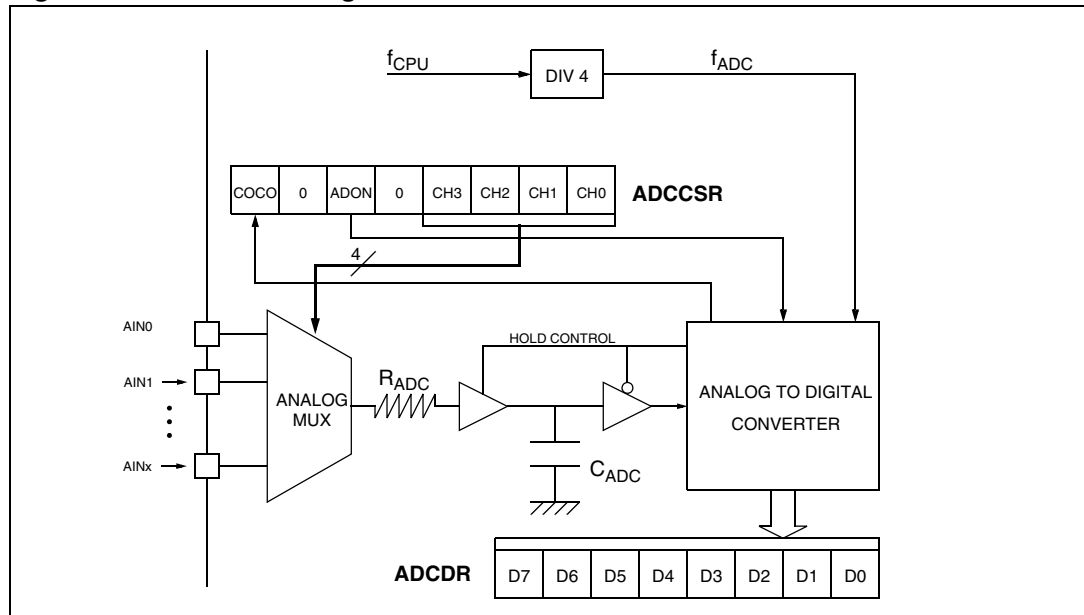 fCPU
DIV 4
fADC
COCO 0 ADON 0 CH3 CH2 CH1 CH0
ADCCSR
4
AIN0
AIN1
AINx
ANALOG
MUX
RADC
HOLD CONTROL
CADC
ANALOG TO DIGITAL
CONVERTER
ADCDR
D7 D6 D5 D4 D3 D2 D1 D0